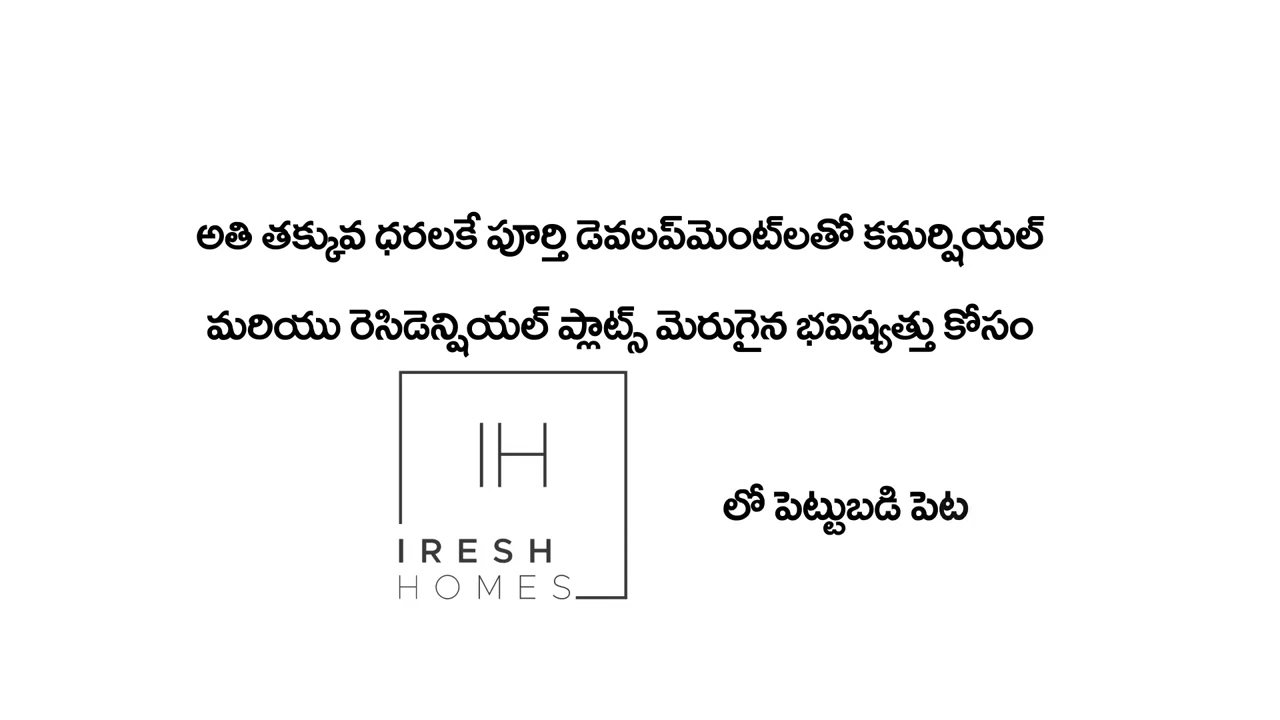 అతి తక్కువ ధరలకే పూర్తి డెవలప్‌మెంట్‌లతో కమర్షియల్
మరియు రెసిడెన్షియల్ ప్లాట్స్ మెరుగైన భవిష్యత్తు కోసం
IH
IRESH
HOMES
లో పెట్టుబడి పెట